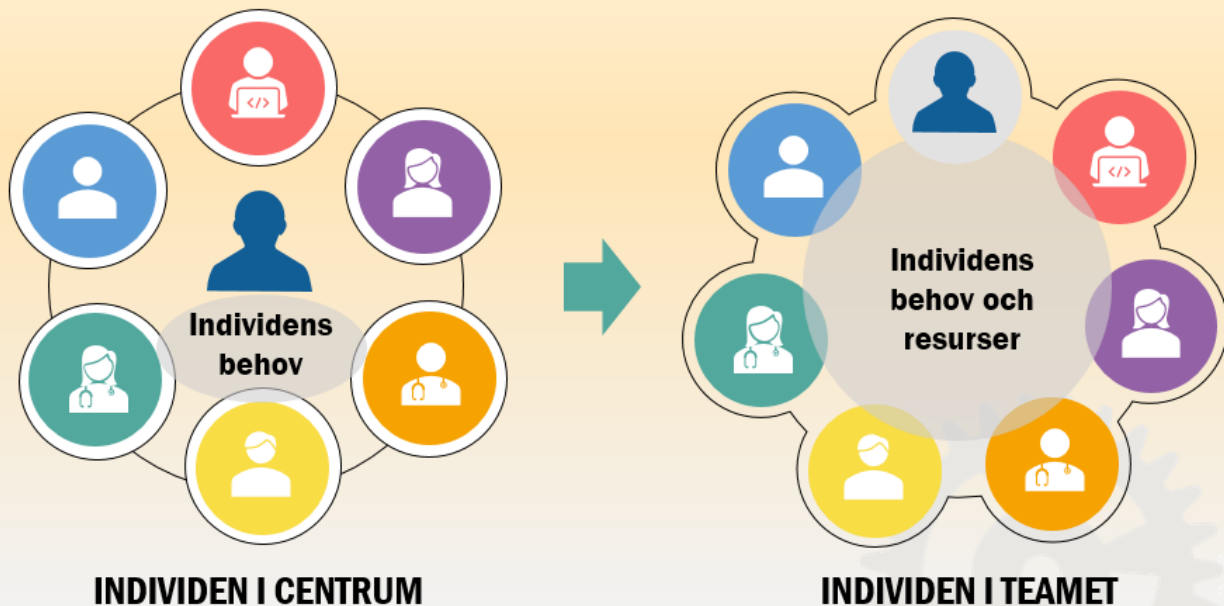 </>
Individens
behov
INDIVIDEN I CENTRUM
</>
Individens
behov och
resurser
INDIVIDEN I TEAMET